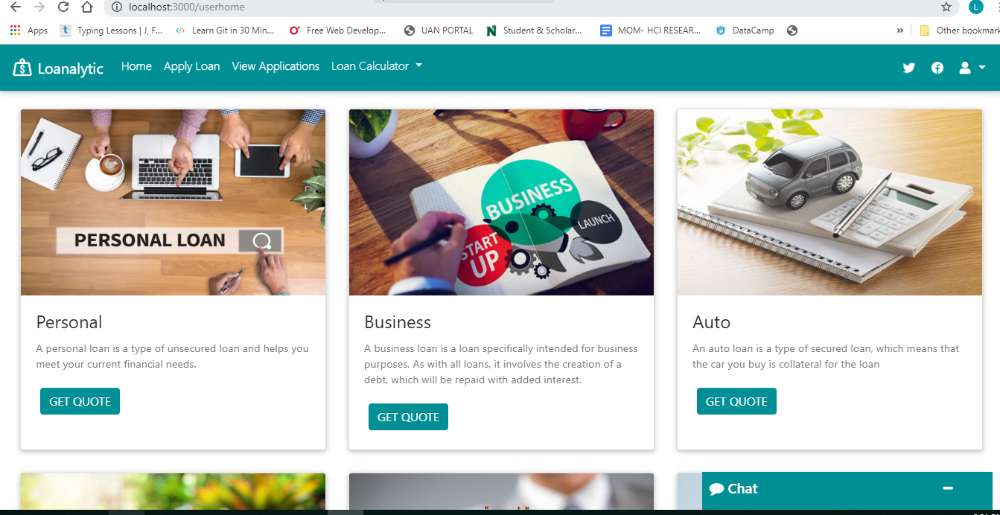 localhost:3000/userhome
L
Apps
Typing Lessons | J, F...
Learn Git in 30 Min...
Free Web Develop...
UAN PORTAL
Student & Scholar...
MOM- HCI RESEAR...
DataCamp
»
Other bookmark
Loanalytic
Home
Apply Loan
View Applications
Loan Calculator
PERSONAL LOAN
BUSINESS
START
UP
LAUNCH
Personal
A personal loan is a type of unsecured loan and helps you
meet your current financial needs.
GET QUOTE
Business
A business loan is a loan specifically intended for business
purposes. As with all loans, it involves the creation of a
debt, which will be repaid with added interest.
GET QUOTE
Auto
An auto loan is a type of secured loan, which means that
the car you buy is collateral for the loan
GET QUOTE
Chat